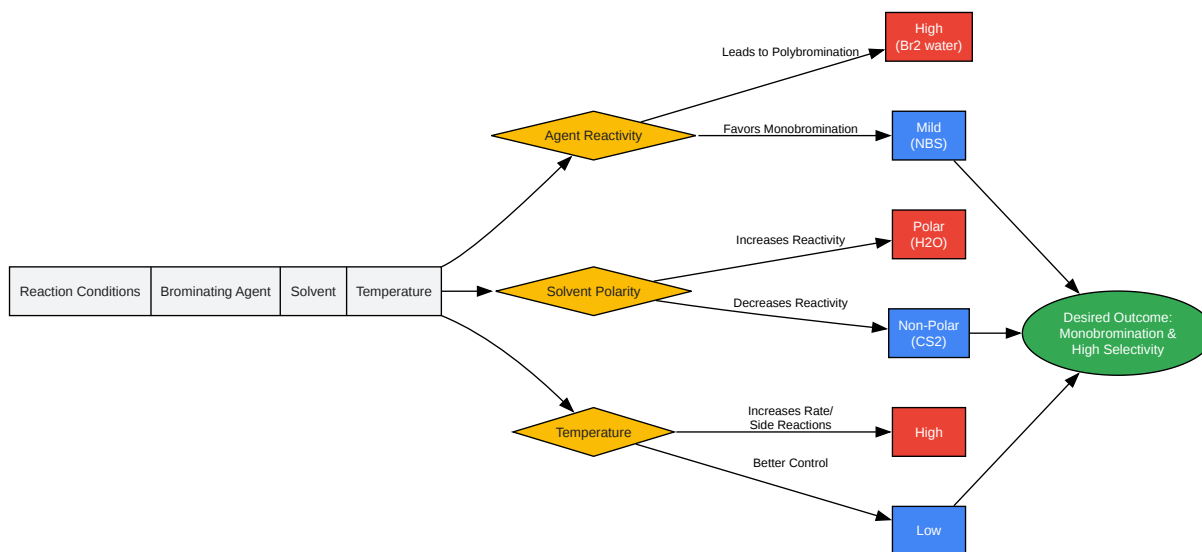 High
(Br2 water)
Leads to Polybromination
Agent Reactivity
Favors Monobromination
Mild
(NBS)
Polar
(H2O)
Increases Reactivity
Reaction Conditions
Brominating Agent
Solvent
Temperature
Solvent Polarity
Decreases Reactivity
Non-Polar
(CS2)
Desired Outcome:
Monobromination &
High Selectivity
Increases Rate/
Side Reactions
Temperature
High
Better Control
Low